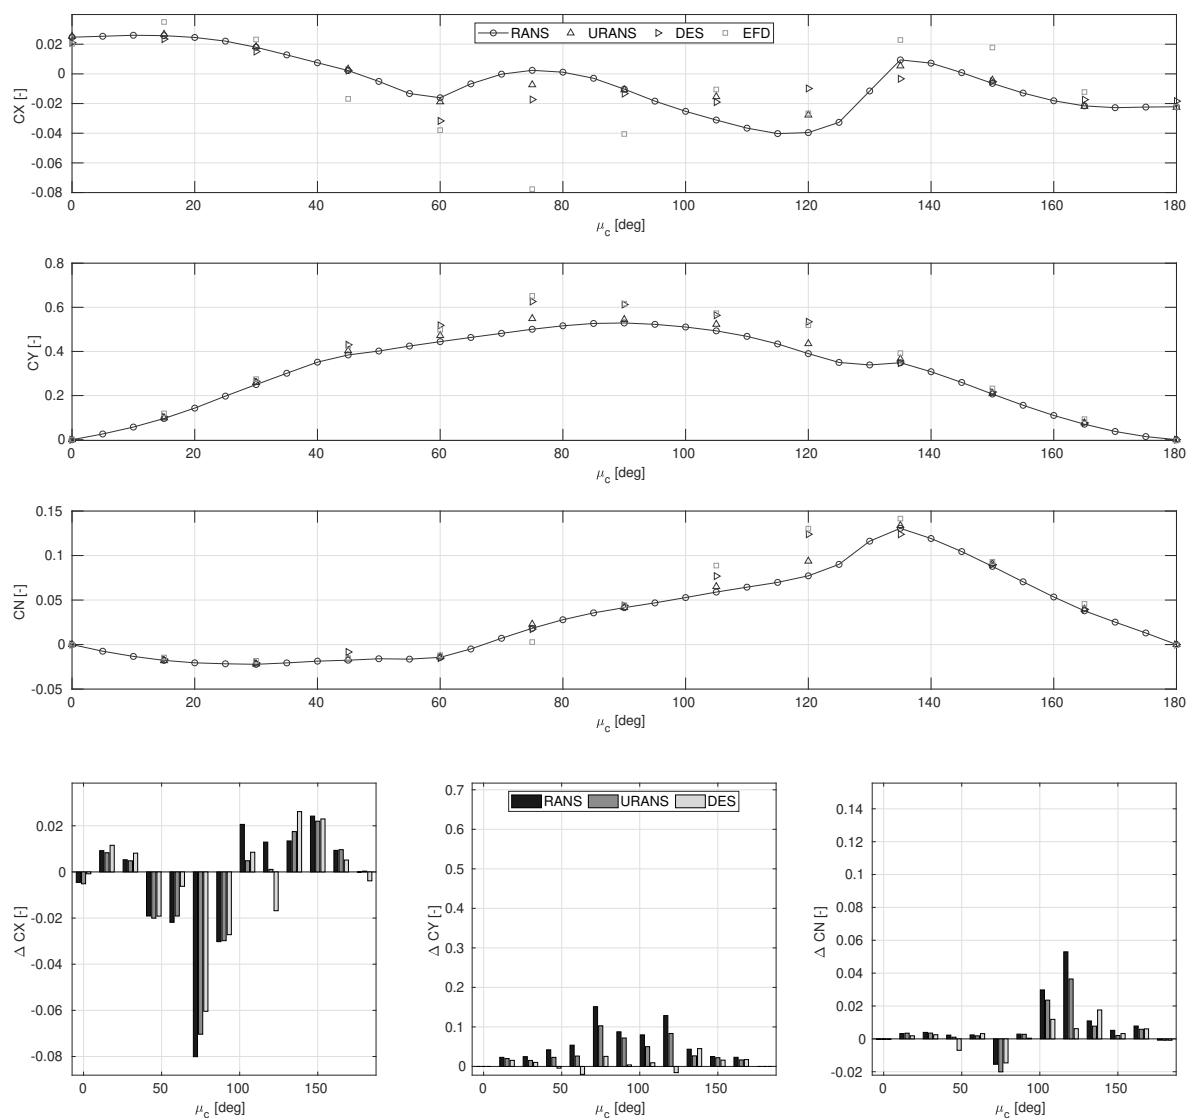 RANS URANS DES EFD
0.02
0
-0.02
-0.04
-0.06
-0.08
CX [-]
0 20 40 60 80 100 120 140 160 180
μc [deg]
0.8
0.6
0.4
0.2
0
CY [-]
0 20 40 60 80 100 120 140 160 180
μc [deg]
0.15
0.1
0.05
0
-0.05
CN [-]
0 20 40 60 80 100 120 140 160 180
μc [deg]
0.02
0
-0.02
-0.04
-0.06
-0.08
Δ CX [-]
0 50 100 150
μc [deg]
RANS URANS DES
0.7
0.6
0.5
0.4
0.3
0.2
0.1
0
Δ CY [-]
0 50 100 150
μc [deg]
0.14
0.12
0.1
0.08
0.06
0.04
0.02
0
-0.02
Δ CN [-]
0 50 100 150
μc [deg]